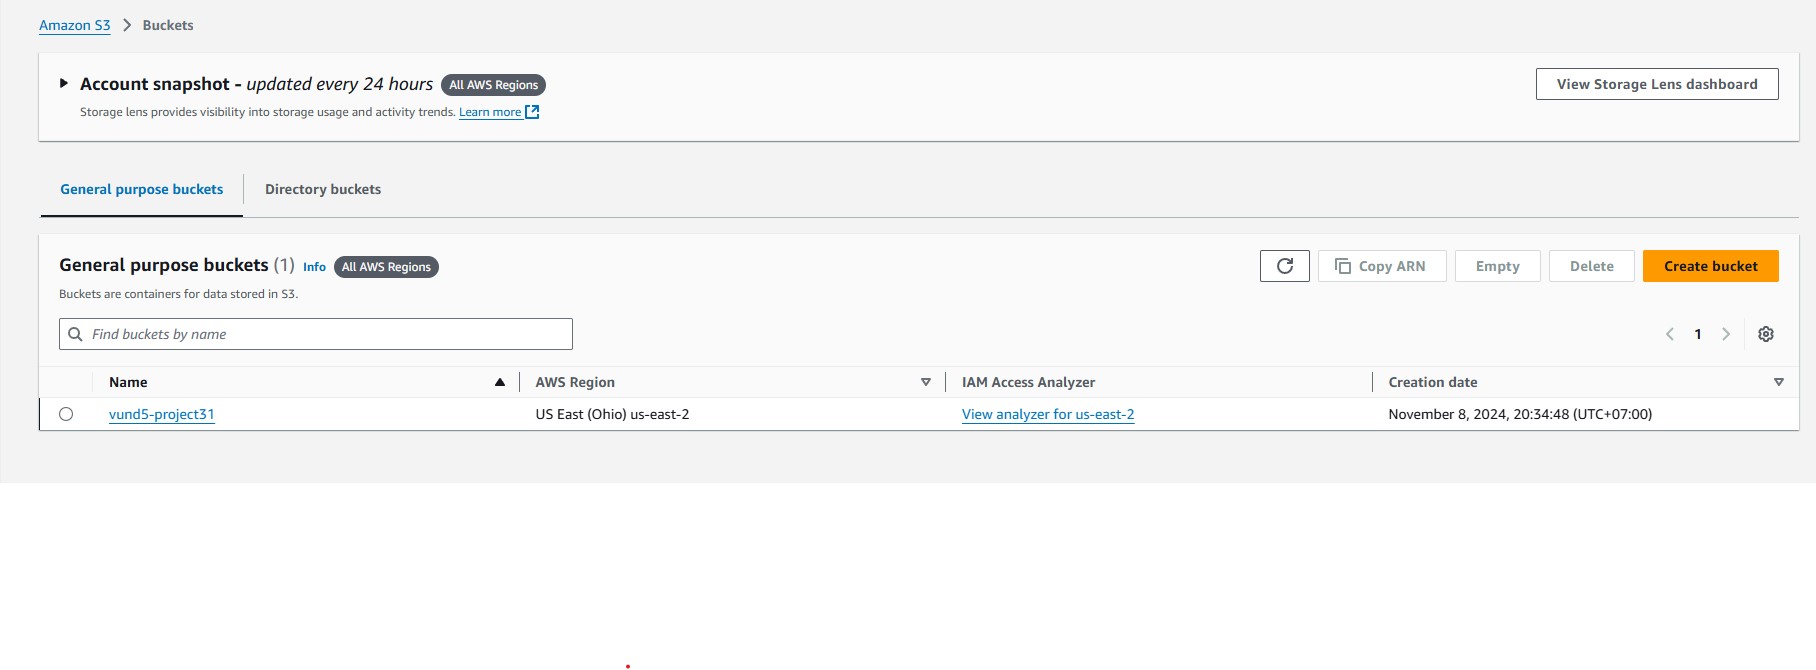 Amazon S3 > Buckets
Account snapshot - updated every 24 hours All AWS Regions
View Storage Lens dashboard
Storage lens provides visibility into storage usage and activity trends. Learn more
General purpose buckets Directory buckets
General purpose buckets (1) Info All AWS Regions
Copy ARN Empty Delete Create bucket
Buckets are containers for data stored in S3.
Find buckets by name
1
Name AWS Region IAM Access Analyzer Creation date
vund5-project31 US East (Ohio) us-east-2 View analyzer for us-east-2 November 8, 2024, 20:34:48 (UTC+07:00)